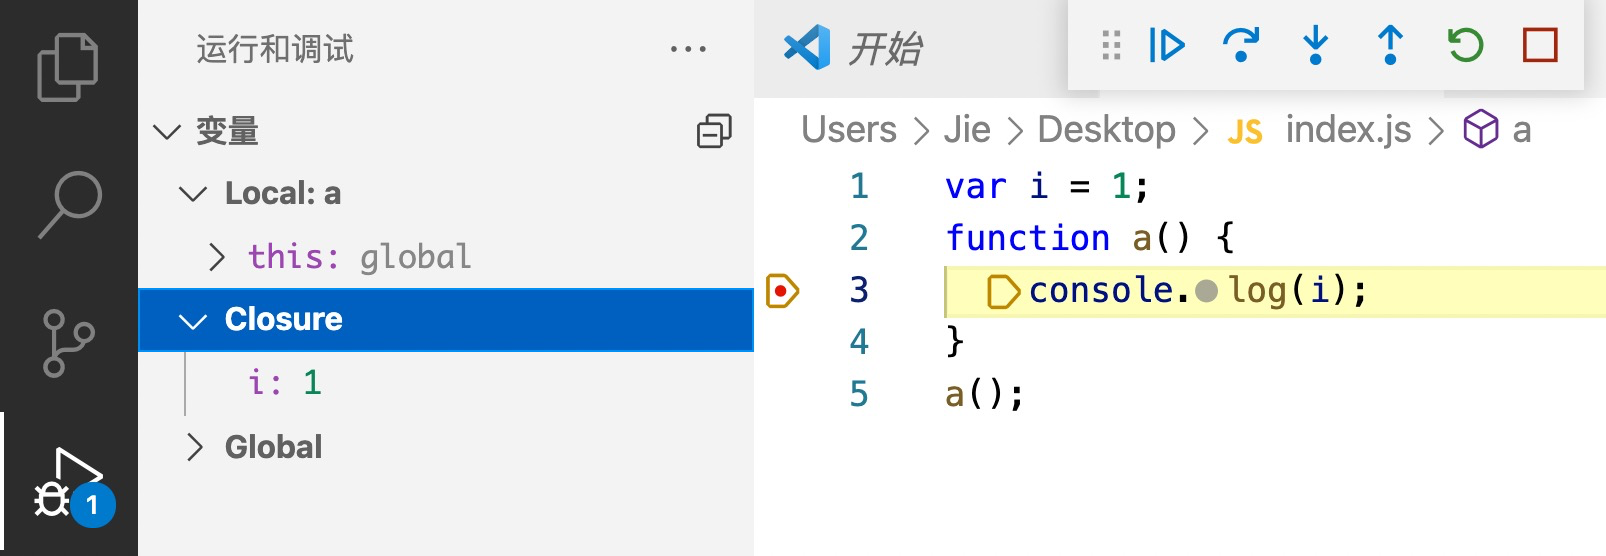 运行和调试
变量
Local: a
this: global
Closure
i: 1
Global
1
开始
Users > Jie > Desktop > JS index.js > a
1 var i = 1;
2 function a() {
3 console.log(i);
4 }
5 a();